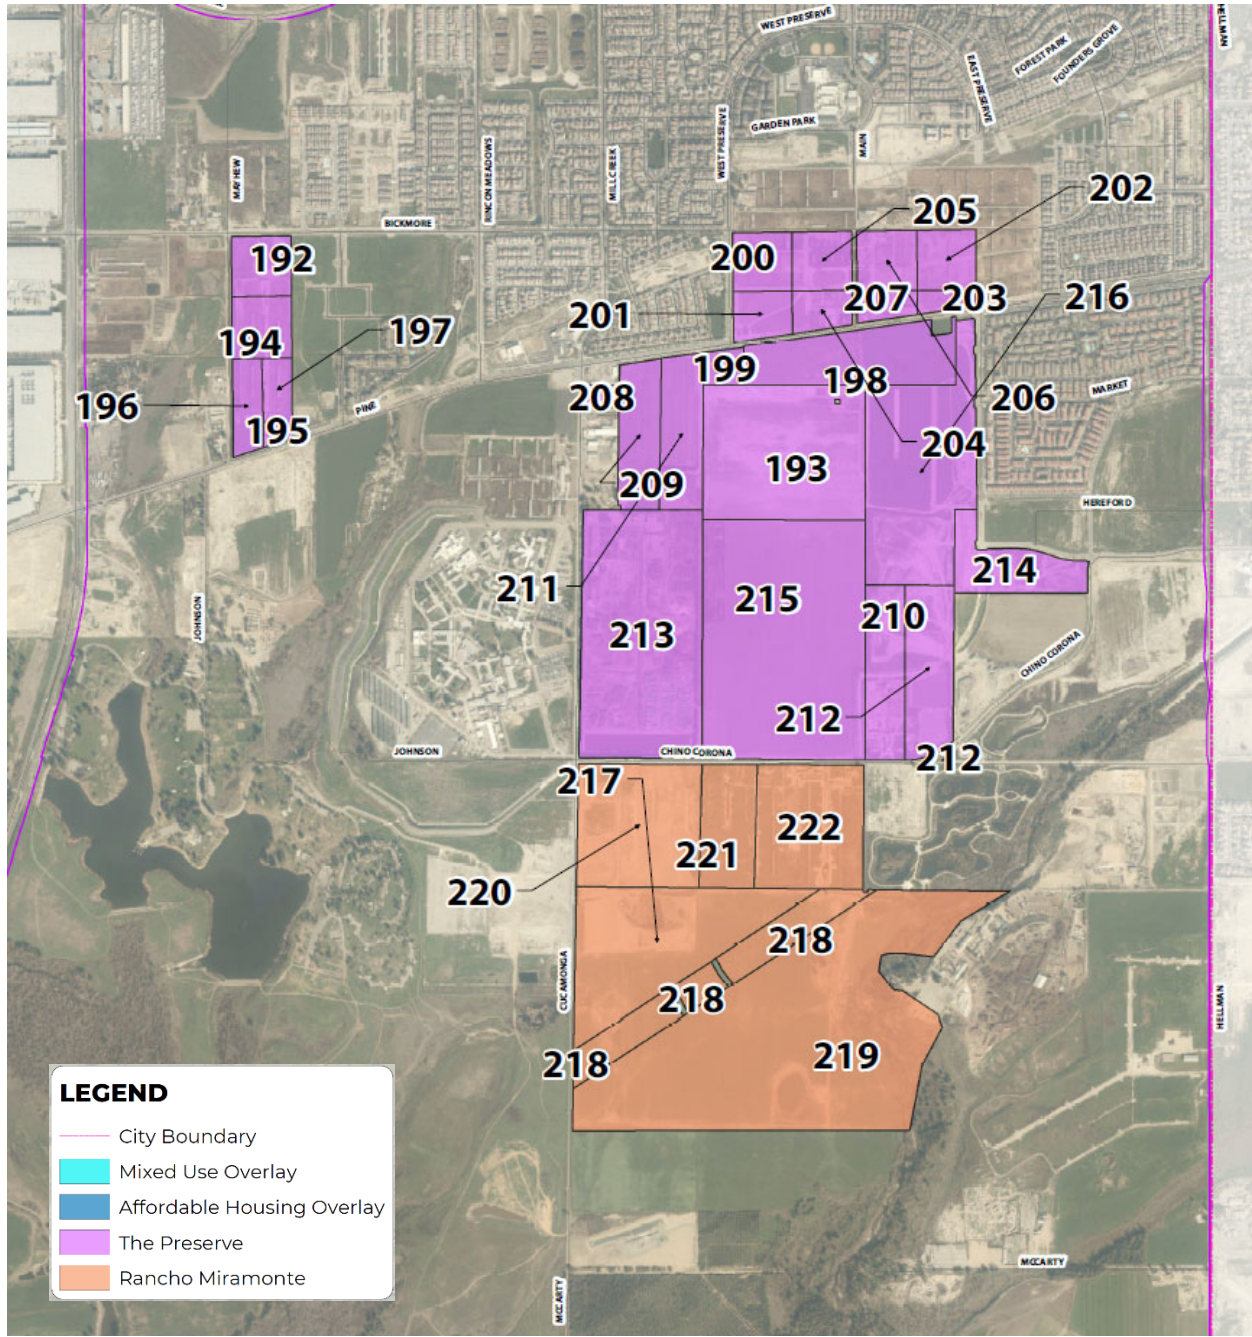 HELLMAN
WEST PRESERVE
FOREST PARK
FOUNDERS GROVE
EAST PRESERVE
GARDEN PARK
MAIN
WEST PRESERVE
MILL CREEK
RINCON MEADOWS
MAYHEW
BICKMORE
202
205
192
200
207
203
216
201
194
197
199
198
196
195
PINE
208
206
MARKET
204
193
209
HEREFORD
211
214
215
210
213
JOHNSON
CHINO CORONA
212
JOHNSON
CHINO CORONA
212
217
222
221
220
218
CUCAMONGA
218
HELLMAN
218
219
LEGEND
City Boundary
Mixed Use Overlay
Affordable Housing Overlay
The Preserve
Rancho Miramonte
MCCARTY
MCCARTY